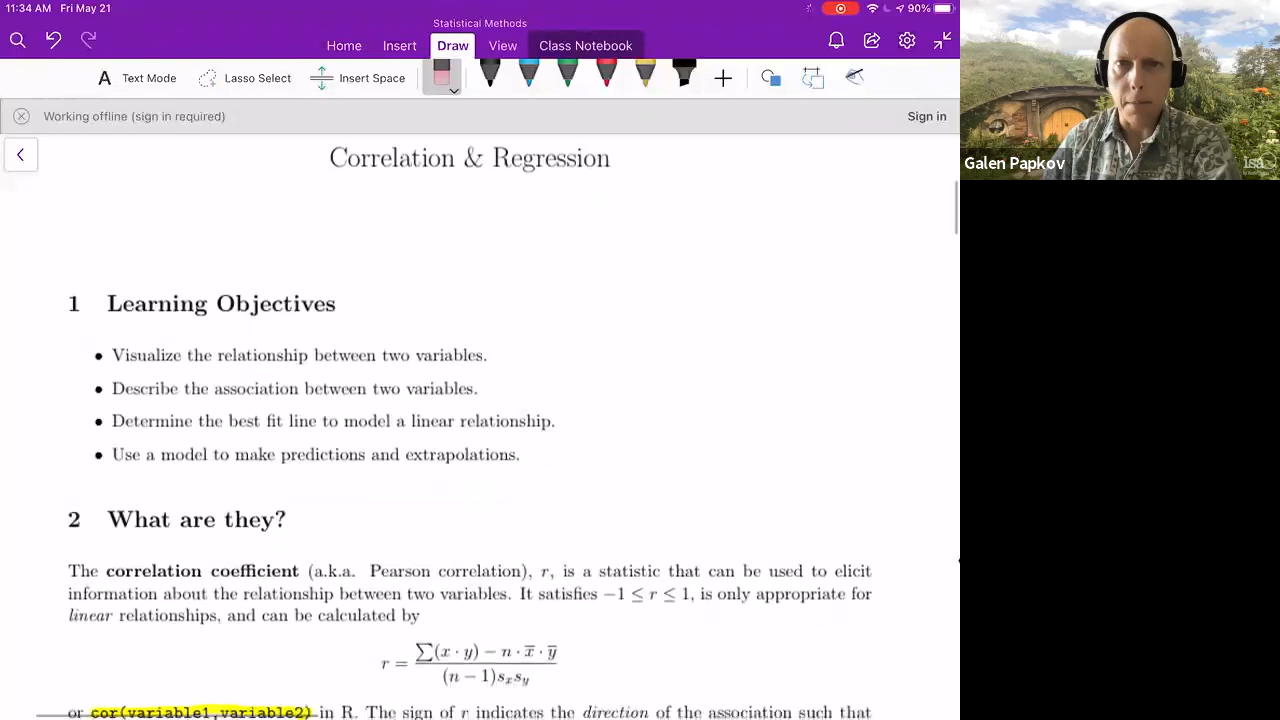 11:34 AM Fri May 21
90%
Statistical Methods
Home Insert Draw View Class Notebook
Text Mode Lasso Select Insert Space
Working offline (sign in required) Sign in
Galen Papkov
Isa
Correlation & Regression
1 Learning Objectives
• Visualize the relationship between two variables.
• Describe the association between two variables.
• Determine the best fit line to model a linear relationship.
• Use a model to make predictions and extrapolations.
2 What are they?
The correlation coefficient (a.k.a. Pearson correlation), r, is a statistic that can be used to elicit
information about the relationship between two variables. It satisfies −1 ≤ r ≤ 1, is only appropriate for
linear relationships, and can be calculated by
r = (∑(x · y) − n · x̅ · y̅) / ((n − 1)sₓsᵧ)
or cor(variable1,variable2) in R. The sign of r indicates the direction of the association such that